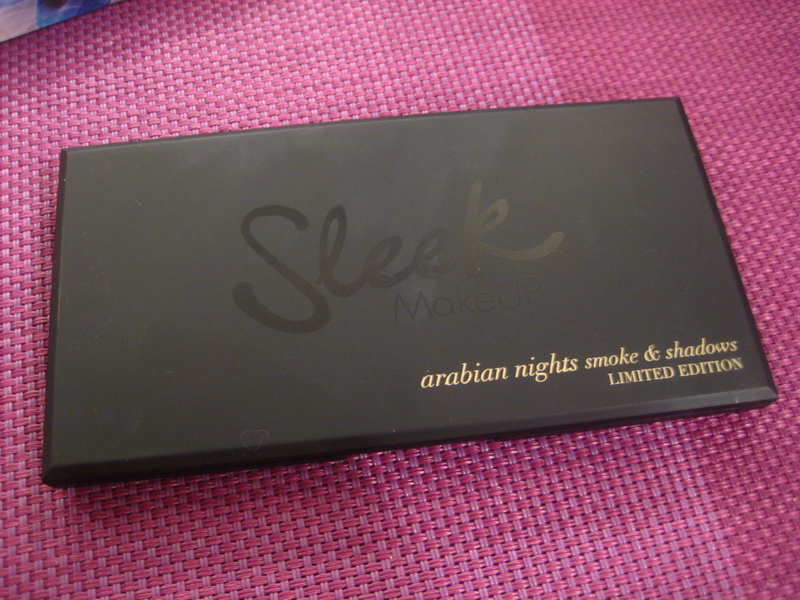 Sleek
MakeUP
arabian nights smoke & shadows
LIMITED EDITION